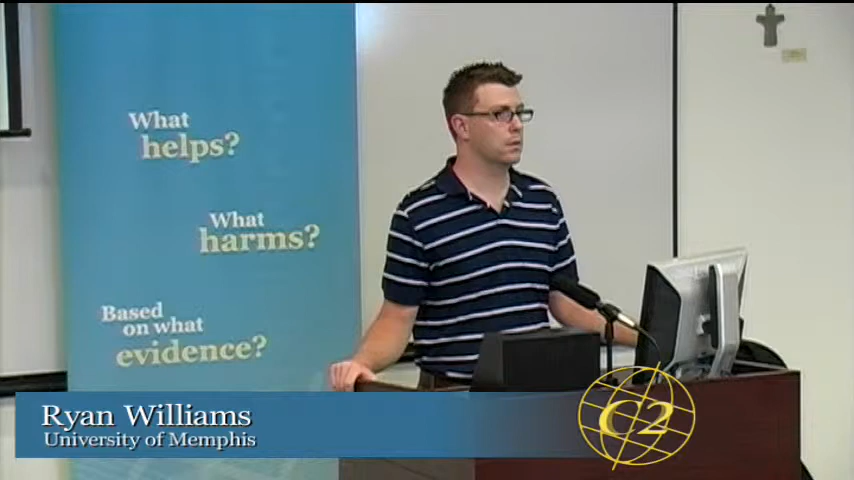 What
helps?
What
harms?
Based
on what
evidence?
Ryan Williams
University of Memphis
C2